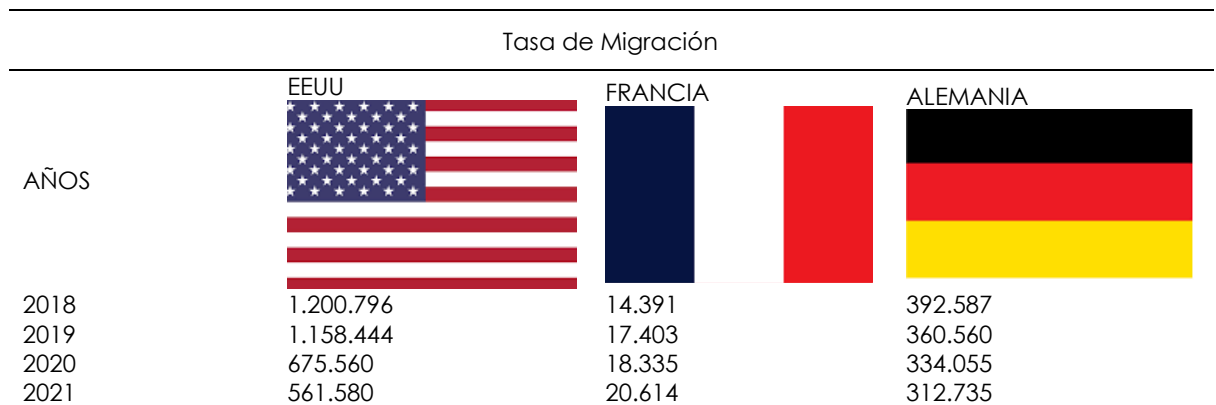 Tasa de Migración
AÑOS
EEUU
FRANCIA
ALEMANIA
2018 1.200.796 14.391 392.587
2019 1.158.444 17.403 360.560
2020 675.560 18.335 334.055
2021 561.580 20.614 312.735